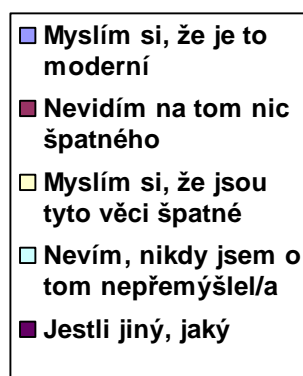 Myslím si, že je to
moderní
Nevidím na tom nic
špatného
Myslím si, že jsou
tyto věci špatné
Nevím, nikdy jsem o
tom nepřemýšlel/a
Jestli jiný, jaký